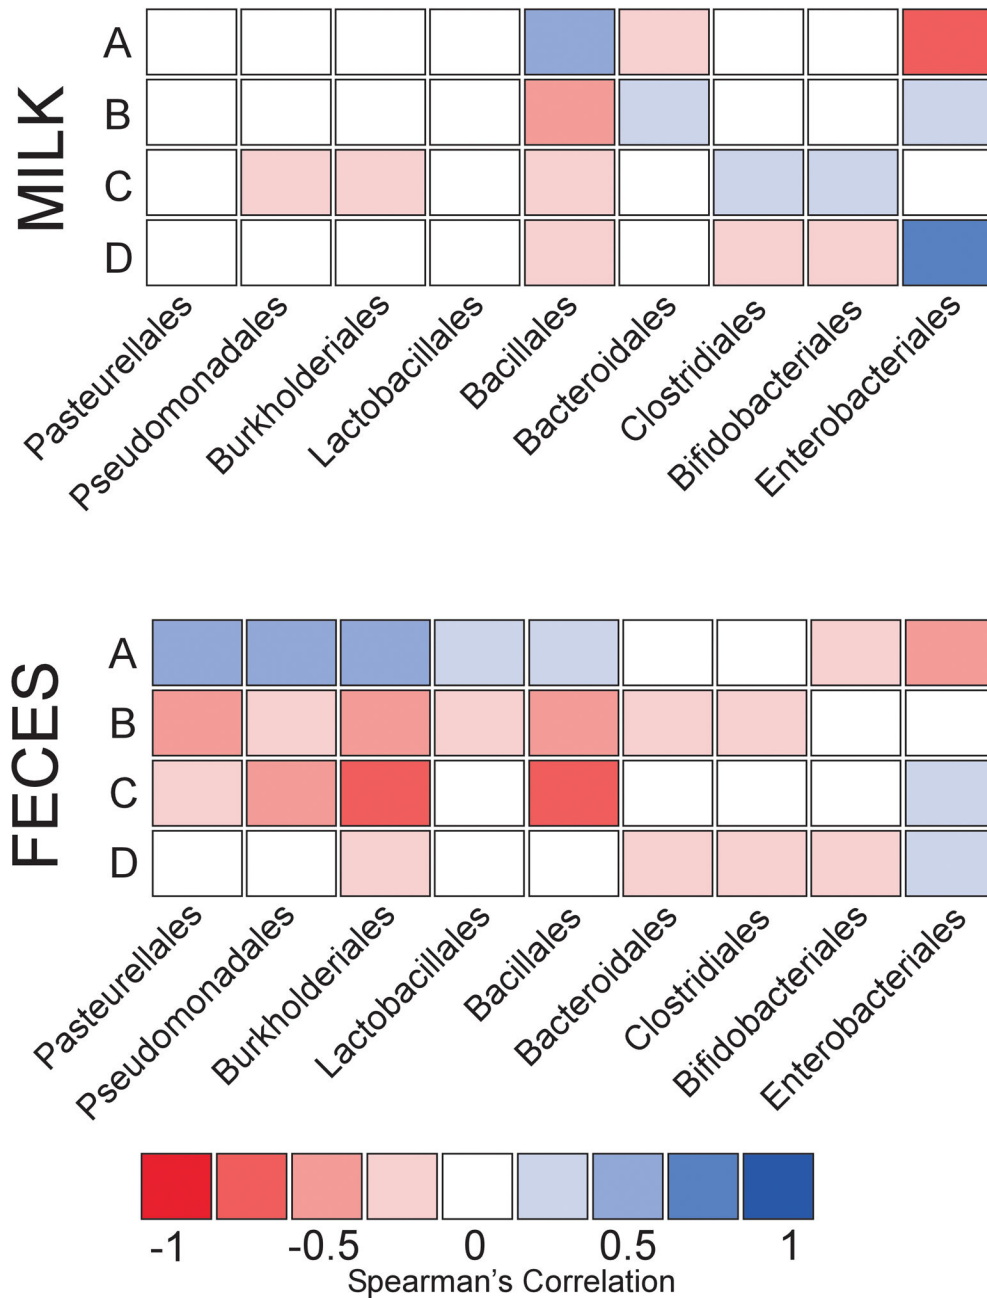 MILK
A
B
C
D
Pasteurellales
Pseudomonadales
Burkholderiales
Lactobacillales
Bacillales
Bacteroidales
Clostridiales
Bifidobacteriales
Enterobacteriales
FECES
A
B
C
D
Pasteurellales
Pseudomonadales
Burkholderiales
Lactobacillales
Bacillales
Bacteroidales
Clostridiales
Bifidobacteriales
Enterobacteriales
-1 -0.5 0 0.5 1
Spearman's Correlation